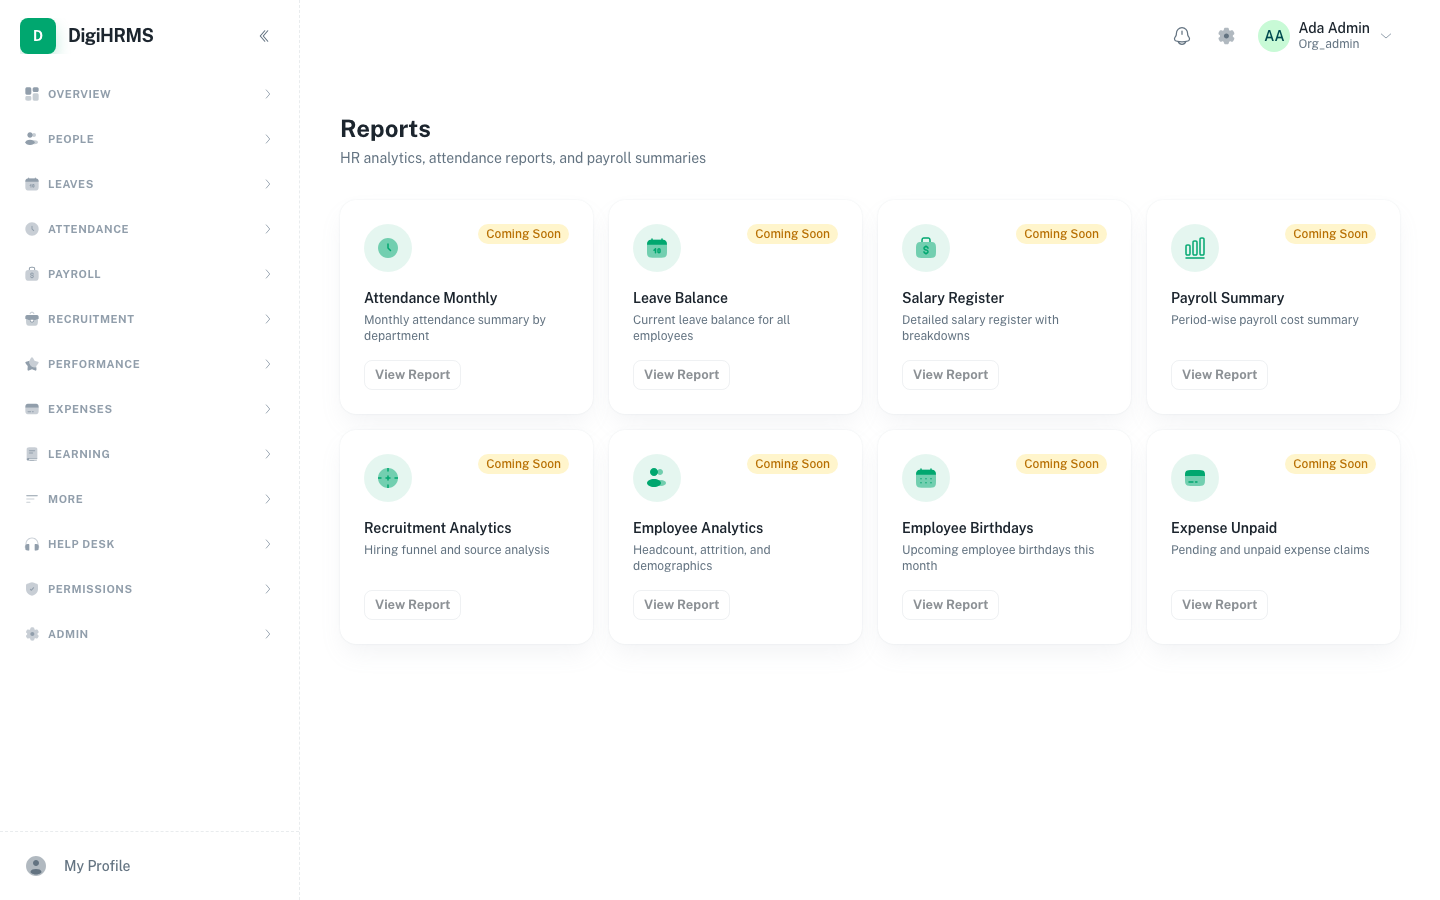 D
DigiHRMS
OVERVIEW
PEOPLE
LEAVES
ATTENDANCE
PAYROLL
RECRUITMENT
PERFORMANCE
EXPENSES
LEARNING
MORE
HELP DESK
PERMISSIONS
ADMIN
My Profile
AA
Ada Admin
Org_admin
Reports
HR analytics, attendance reports, and payroll summaries
Coming Soon
Attendance Monthly
Monthly attendance summary by
department
View Report
Coming Soon
Leave Balance
Current leave balance for all
employees
View Report
Coming Soon
Salary Register
Detailed salary register with
breakdowns
View Report
Coming Soon
Payroll Summary
Period-wise payroll cost summary
View Report
Coming Soon
Recruitment Analytics
Hiring funnel and source analysis
View Report
Coming Soon
Employee Analytics
Headcount, attrition, and
demographics
View Report
Coming Soon
Employee Birthdays
Upcoming employee birthdays this
month
View Report
Coming Soon
Expense Unpaid
Pending and unpaid expense claims
View Report